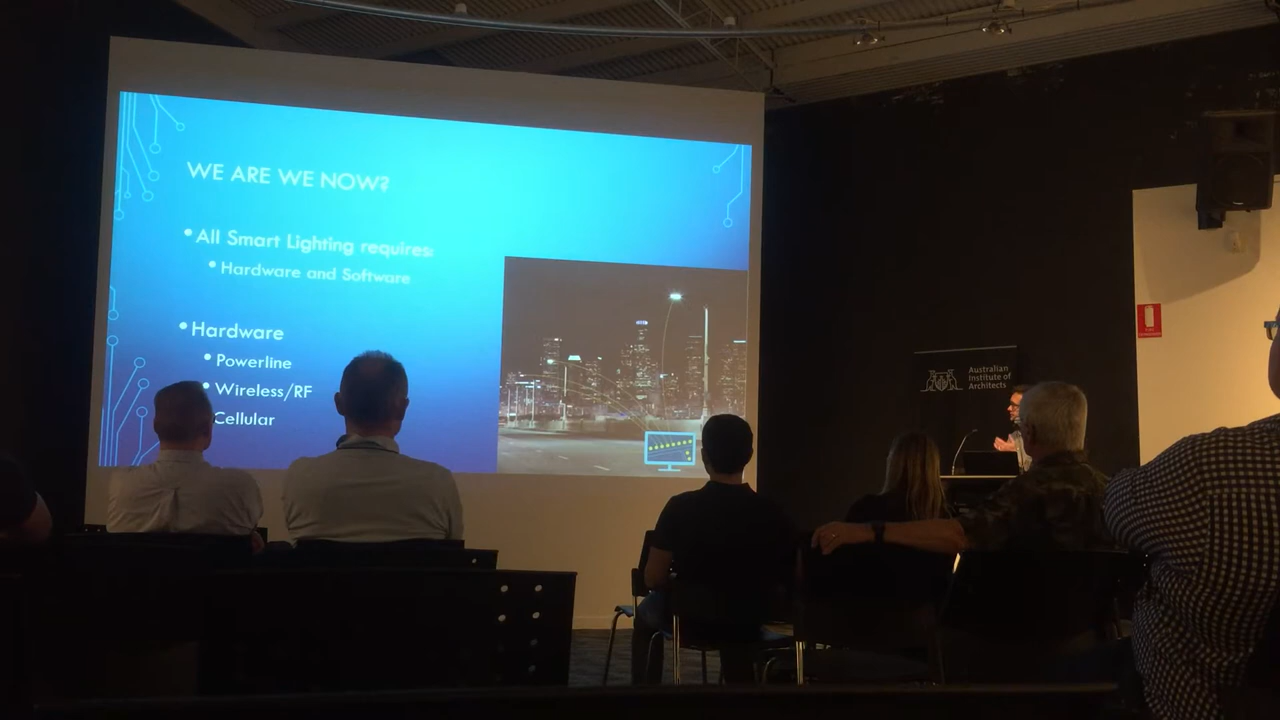 WE ARE WE NOW?
•All Smart Lighting requires:
•Hardware and Software
•Hardware
•Powerline
•Wireless/RF
Cellular
Australian
Institute of
Architects